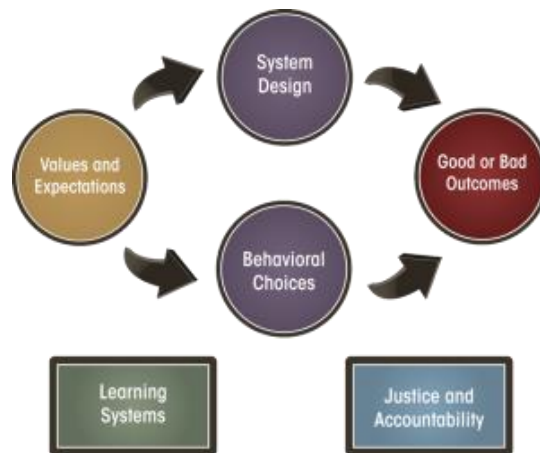 System
Design
Values and
Expectations
Good or Bad
Outcomes
Behavioral
Choices
Learning
Systems
Justice and
Accountability